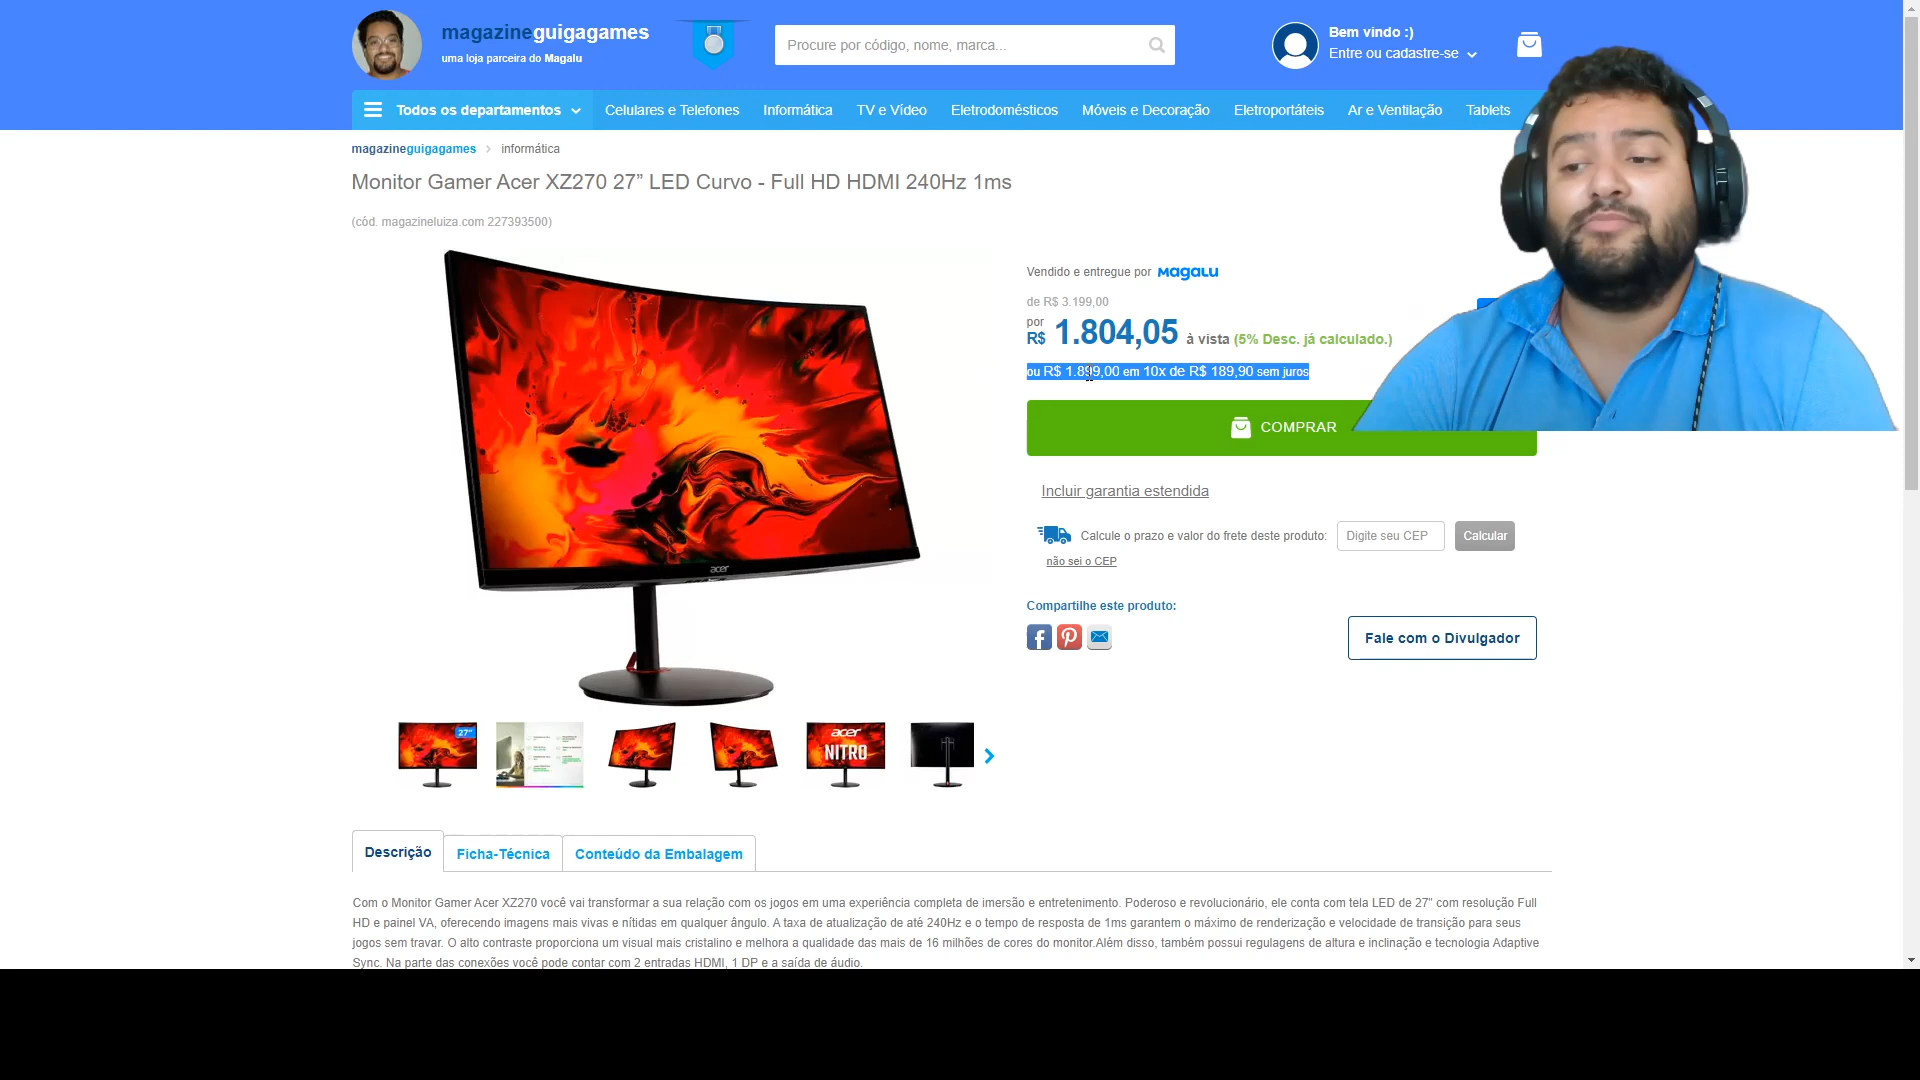 magazineguigagames
uma loja parceira do Magalu
Procure por código, nome, marca...
Bem vindo :)
Entre ou cadastre-se
Todos os departamentos
Celulares e Telefones
Informática
TV e Vídeo
Eletrodomésticos
Móveis e Decoração
Eletroportáteis
Ar e Ventilação
Tablets
magazineguigagames > informática
Monitor Gamer Acer XZ270 27” LED Curvo - Full HD HDMI 240Hz 1ms
(cód. magazineluiza.com 227393500)
Vendido e entregue por Magalu
de R$ 3.199,00
por
R$ 1.804,05 à vista (5% Desc. já calculado.)
ou R$ 1.899,00 em 10x de R$ 189,90 sem juros
COMPRAR
Incluir garantia estendida
Calcule o prazo e valor do frete deste produto:
Digite seu CEP
Calcular
não sei o CEP
Compartilhe este produto:
Fale com o Divulgador
acer
27"
acer
NITRO
Descrição
Ficha-Técnica
Conteúdo da Embalagem
Com o Monitor Gamer Acer XZ270 você vai transformar a sua relação com os jogos em uma experiência completa de imersão e entretenimento. Poderoso e revolucionário, ele conta com tela LED de 27" com resolução Full
HD e painel VA, oferecendo imagens mais vivas e nítidas em qualquer ângulo. A taxa de atualização de até 240Hz e o tempo de resposta de 1ms garantem o máximo de renderização e velocidade de transição para seus
jogos sem travar. O alto contraste proporciona um visual mais cristalino e melhora a qualidade das mais de 16 milhões de cores do monitor.Além disso, também possui regulagens de altura e inclinação e tecnologia Adaptive
Sync. Na parte das conexões você pode contar com 2 entradas HDMI, 1 DP e a saída de áudio.